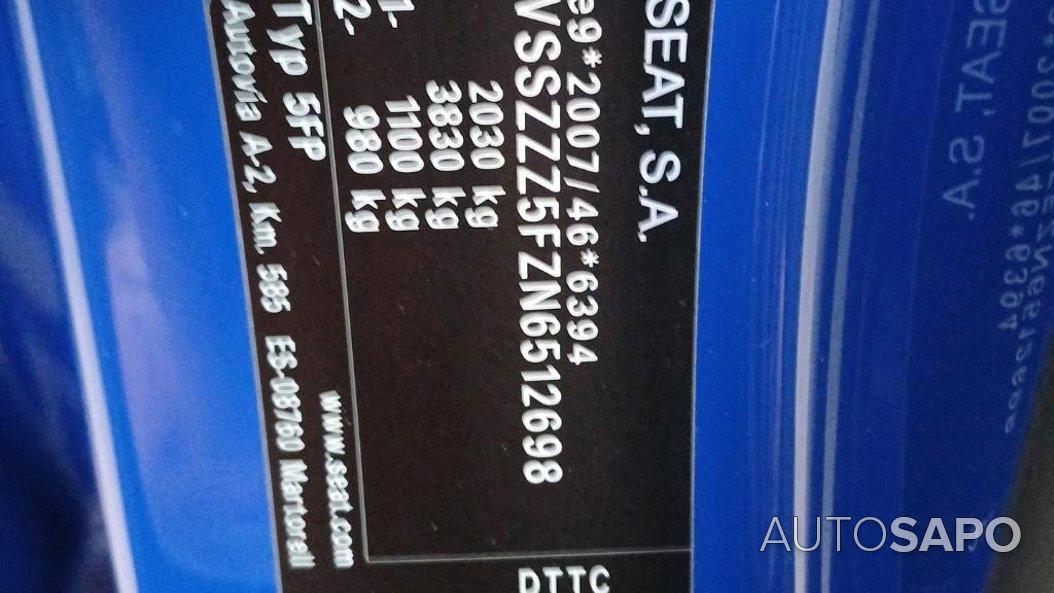 SEAT, S.A.
e9*2007/46*6394
VSSZZZ5FZN6512698
2030 kg
3830 kg
1- 1100 kg
2- 980 kg
www.seat.com
Typ 5FP
Autovía A-2, Km. 585 ES-08760 Martorell
DTTC
SEAT, S.A.
AUTOSAPO